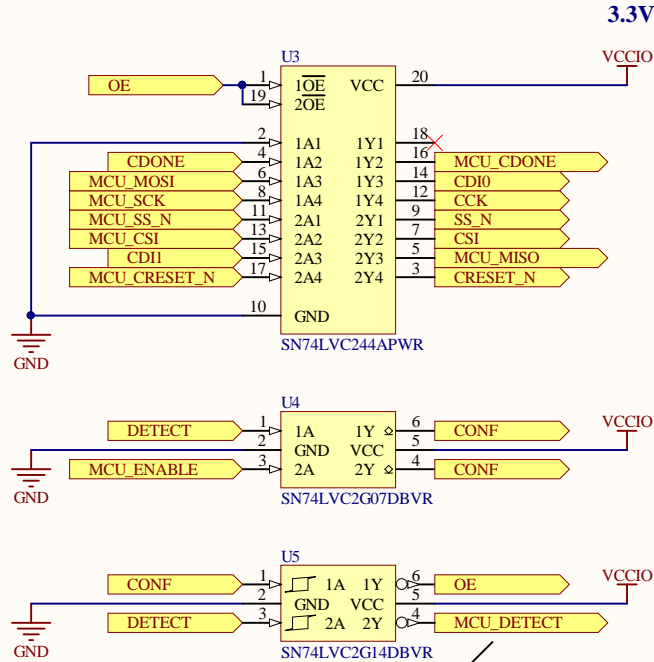 3.3V
U3
VCCIO
OE 1 1OE VCC 20
19 2OE
2 1A1 1Y1 18
CDONE 4 1A2 1Y2 16 MCU_CDONE
MCU_MOSI 6 1A3 1Y3 14 CDI0
MCU_SCK 8 1A4 1Y4 12 CCK
MCU_SS_N 11 2A1 2Y1 9 SS_N
MCU_CSI 13 2A2 2Y2 7 CSI
CDI1 15 2A3 2Y3 5 MCU_MISO
MCU_CRESET_N 17 2A4 2Y4 3 CRESET_N
10 GND
SN74LVC244APWR
GND
U4
VCCIO
DETECT 1 1A 1Y 6 CONF
2 GND VCC 5
MCU_ENABLE 3 2A 2Y 4 CONF
SN74LVC2G07DBVR
GND
U5
VCCIO
CONF 1 1A 1Y 6 OE
2 GND VCC 5
DETECT 3 2A 2Y 4 MCU_DETECT
SN74LVC2G14DBVR
GND